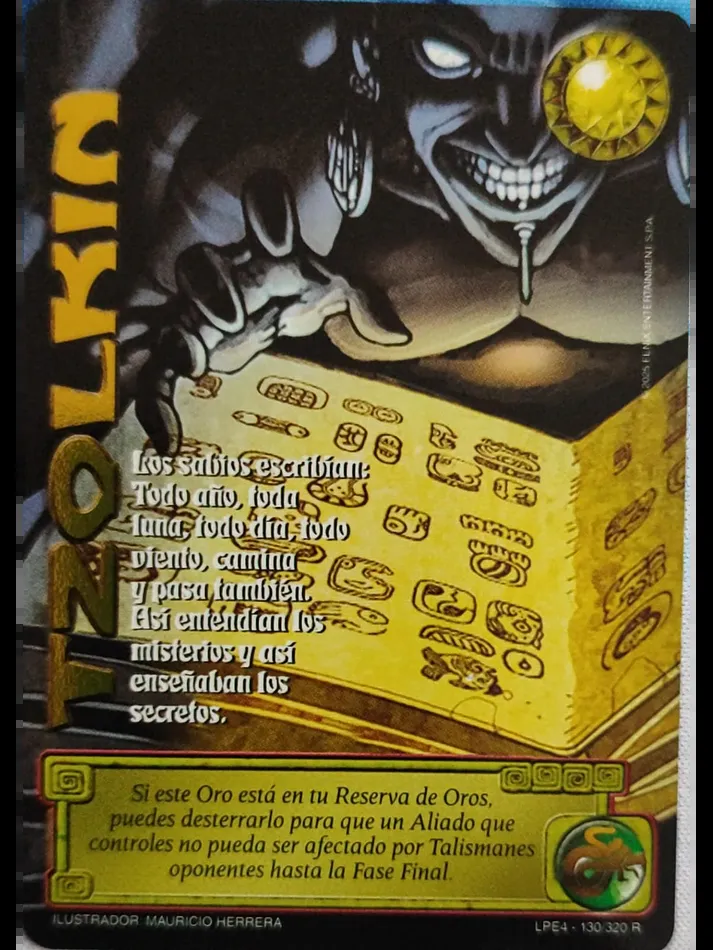 TZOLKIN
© 2025 FENIX ENTERTAINMENT S.P.A.
Los sabios escribían:
Todo año, toda
luna, todo día, todo
viento, camina
y pasa también.
Así entendían los
misterios y así
enseñaban los
secretos.
Si este Oro está en tu Reserva de Oros,
puedes desterrarlo para que un Aliado que
controles no pueda ser afectado por Talismanes
oponentes hasta la Fase Final.
ILUSTRADOR: MAURICIO HERRERA
LPE4 - 130/320 R